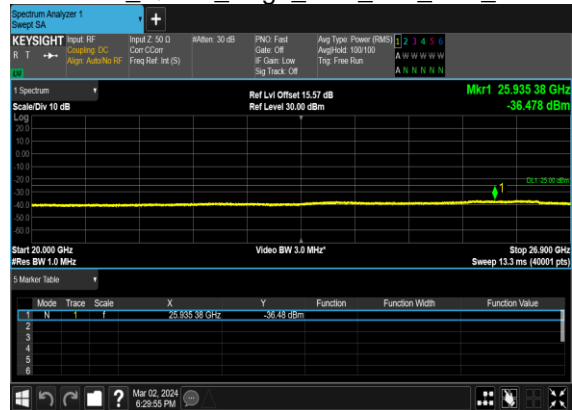 Spectrum Analyzer 1
Swept SA
+
KEYSIGHT Input: RF Input Z: 50 Ω #Atten: 30 dB PNO: Fast Avg Type: Power (RMS) 1 2 3 4 5 6
R T Coupling: DC Corr CCorr Gate: Off Avg|Hold: 100/100 A W W W W W
Align: Auto/No RF Freq Ref: Int (S) IF Gain: Low Trig: Free Run
Sig Track: Off A N N N N N
1 Spectrum Ref Lvl Offset 15.57 dB Mkr1 25.935 38 GHz
Scale/Div 10 dB Ref Level 30.00 dBm -36.478 dBm
Log
20.0
10.0
0.00
-10.0
-20.0
DL1 -25.00 dBm
-30.0
1
-40.0
-50.0
-60.0
Start 20.000 GHz Video BW 3.0 MHz* Stop 26.900 GHz
#Res BW 1.0 MHz Sweep 13.3 ms (40001 pts)
5 Marker Table
Mode Trace Scale X Y Function Function Width Function Value
1 N 1 f 25.935 38 GHz -36.48 dBm
2
3
4
5
6
? Mar 02, 2024
6:29:55 PM